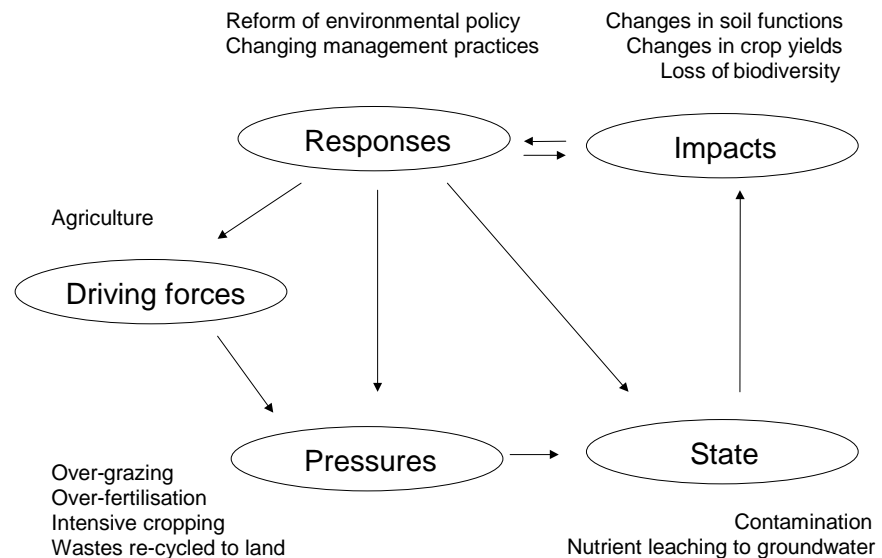 Reform of environmental policy
Changing management practices
Changes in soil functions
Changes in crop yields
Loss of biodiversity
Responses
Impacts
Agriculture
Driving forces
Pressures
State
Over-grazing
Over-fertilisation
Intensive cropping
Wastes re-cycled to land
Contamination
Nutrient leaching to groundwater